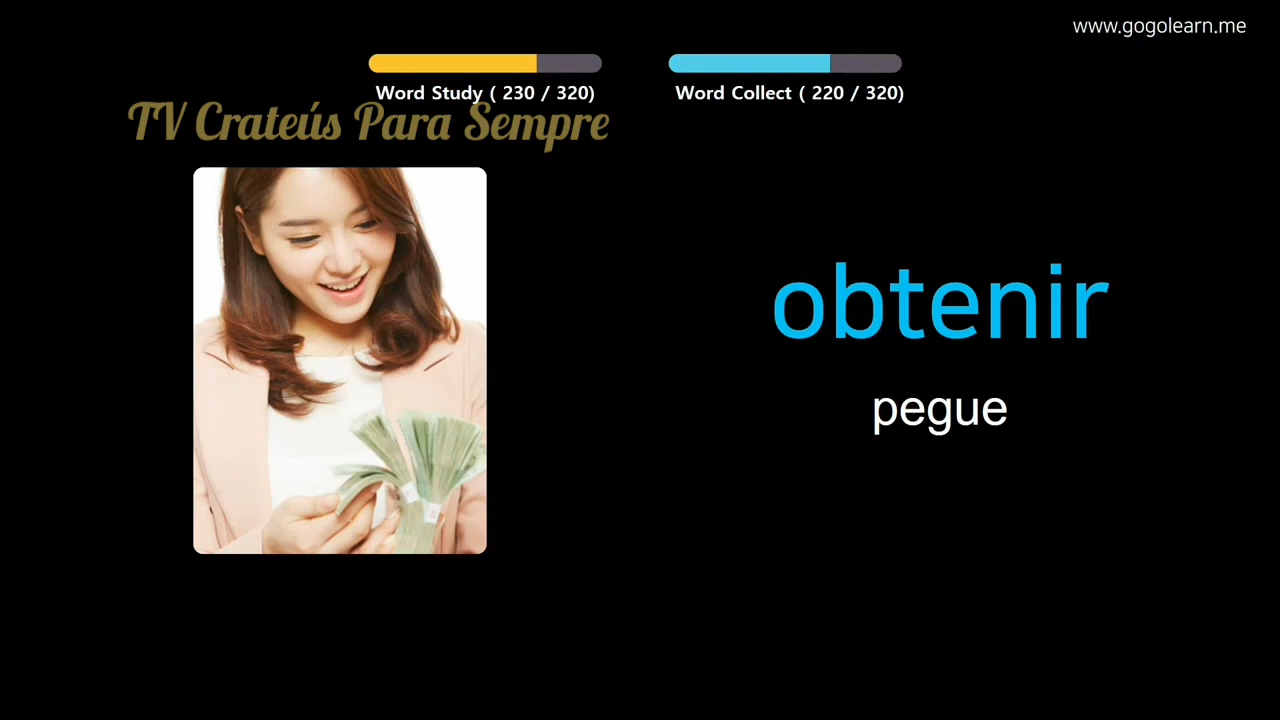 www.gogolearn.me
Word Study ( 230 / 320)
Word Collect ( 220 / 320)
TV Crateús Para Sempre
obtenir
pegue